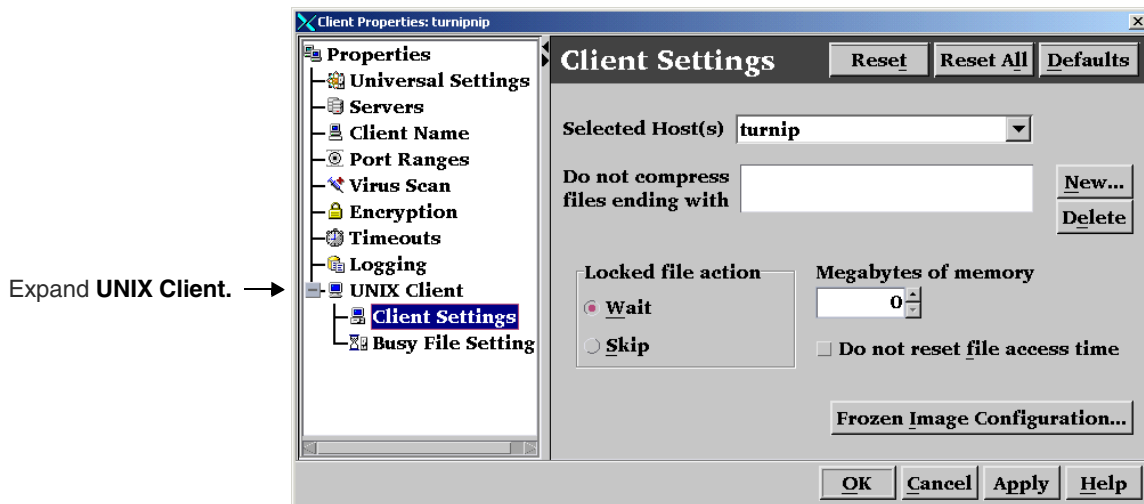 Client Properties: turnipnip
Properties
Universal Settings
Servers
Client Name
Port Ranges
Virus Scan
Encryption
Timeouts
Logging
UNIX Client
Client Settings
Busy File Setting
Expand UNIX Client.
Client Settings
Reset
Reset All
Defaults
Selected Host(s)
turnip
Do not compress
files ending with
New...
Delete
Locked file action
Wait
Skip
Megabytes of memory
0
Do not reset file access time
Frozen Image Configuration...
OK
Cancel
Apply
Help